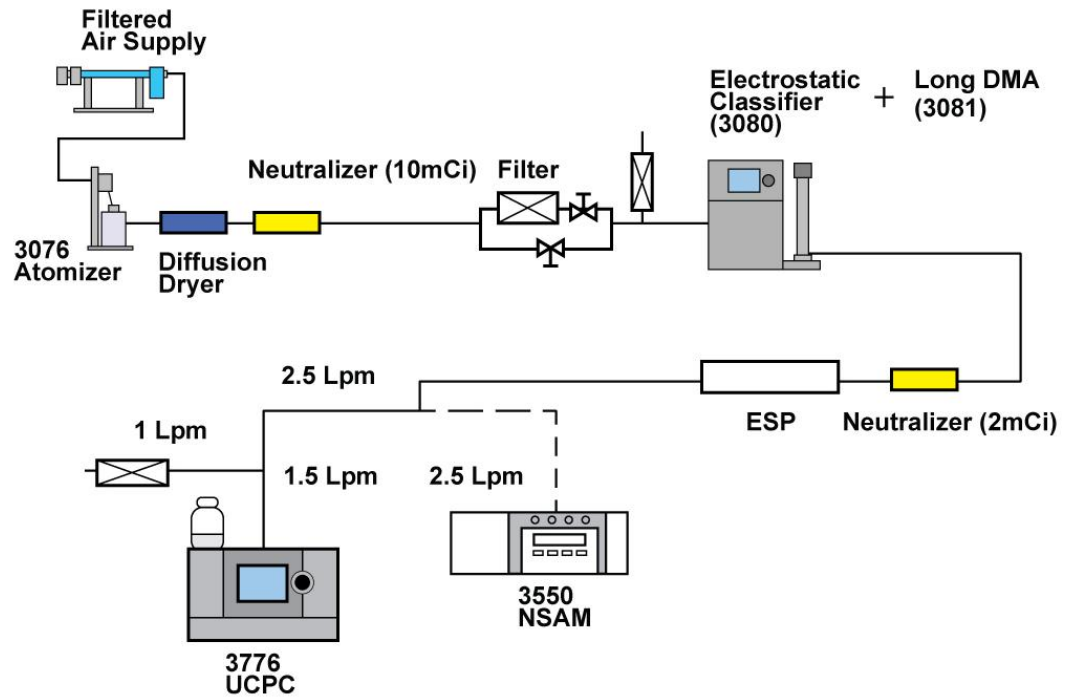 Filtered
Air Supply
Electrostatic
Classifier
(3080)
+
Long DMA
(3081)
Neutralizer (10mCi)
Filter
3076
Atomizer
Diffusion
Dryer
2.5 Lpm
ESP
Neutralizer (2mCi)
1 Lpm
1.5 Lpm
2.5 Lpm
3550
NSAM
3776
UCPC